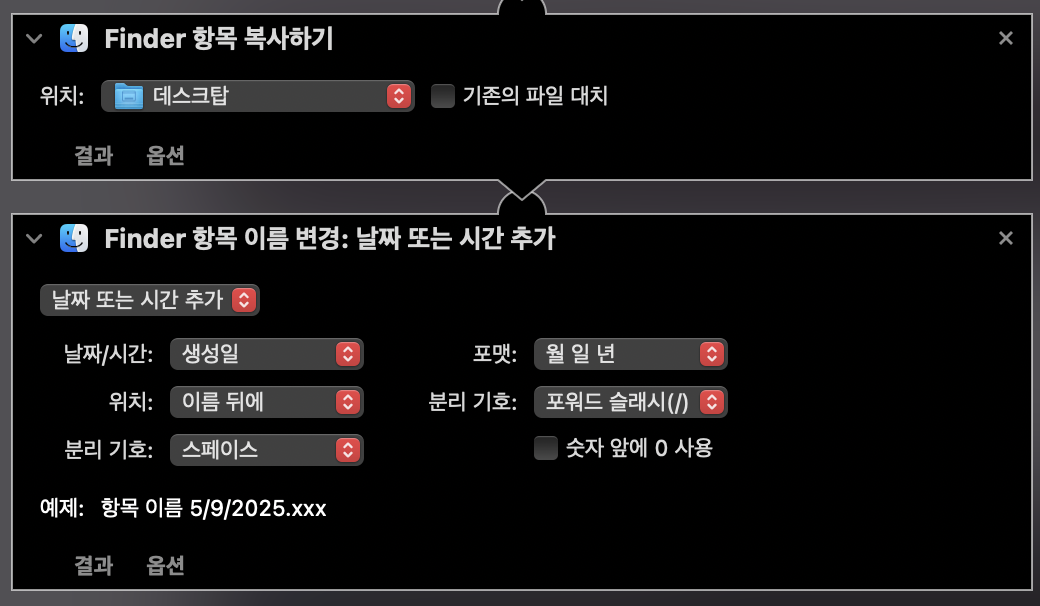 Finder 항목 복사하기
위치: 데스크탑 기존의 파일 대치
결과 옵션
Finder 항목 이름 변경: 날짜 또는 시간 추가
날짜 또는 시간 추가
날짜/시간: 생성일 포맷: 월 일 년
위치: 이름 뒤에 분리 기호: 포워드 슬래시(/)
분리 기호: 스페이스 숫자 앞에 0 사용
예제: 항목 이름 5/9/2025.xxx
결과 옵션